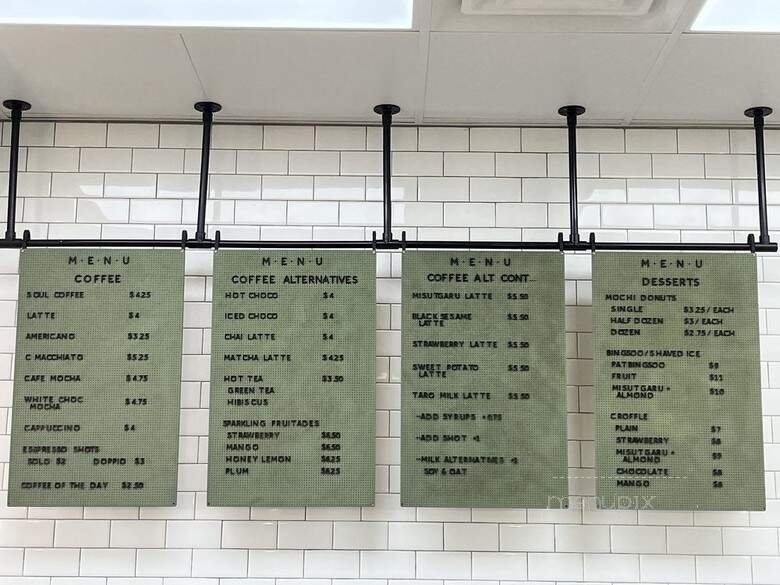 M·E·N·U
COFFEE
SOUL COFFEE $4.25
LATTE $4
AMERICANO $3.25
C MACCHIATO $5.25
CAFE MOCHA $4.75
WHITE CHOC $4.75
MOCHA
CAPPUCCINO $4
ESPRESSO SHOTS
SOLO $2 DOPPIO $3
COFFEE OF THE DAY $2.50
M·E·N·U
COFFEE ALTERNATIVES
HOT CHOCO $4
ICED CHOCO $4
CHAI LATTE $4
MATCHA LATTE $4.25
HOT TEA $3.50
GREEN TEA
HIBISCUS
SPARKLING FRUITADES
STRAWBERRY $6.50
MANGO $6.50
HONEY LEMON $6.25
PLUM $6.25
M·E·N·U
COFFEE ALT CONT...
MISUTGARU LATTE $5.50
BLACK SESAME $5.50
LATTE
STRAWBERRY LATTE $5.50
SWEET POTATO $5.50
LATTE
TARO MILK LATTE $5.50
-ADD SYRUPS +0.75
-ADD SHOT +1
-MILK ALTERNATIVES +1
SOY & OAT
M·E·N·U
DESSERTS
MOCHI DONUTS
SINGLE $3.25 / EACH
HALF DOZEN $3 / EACH
DOZEN $2.75 / EACH
BINGSOO/SHAVED ICE
PATBINGSOO $9
FRUIT $11
MISUTGARU + $10
ALMOND
CROFFLE
PLAIN $7
STRAWBERRY $8
MISUTGARU + $9
ALMOND
CHOCOLATE $8
MANGO $8
menupix